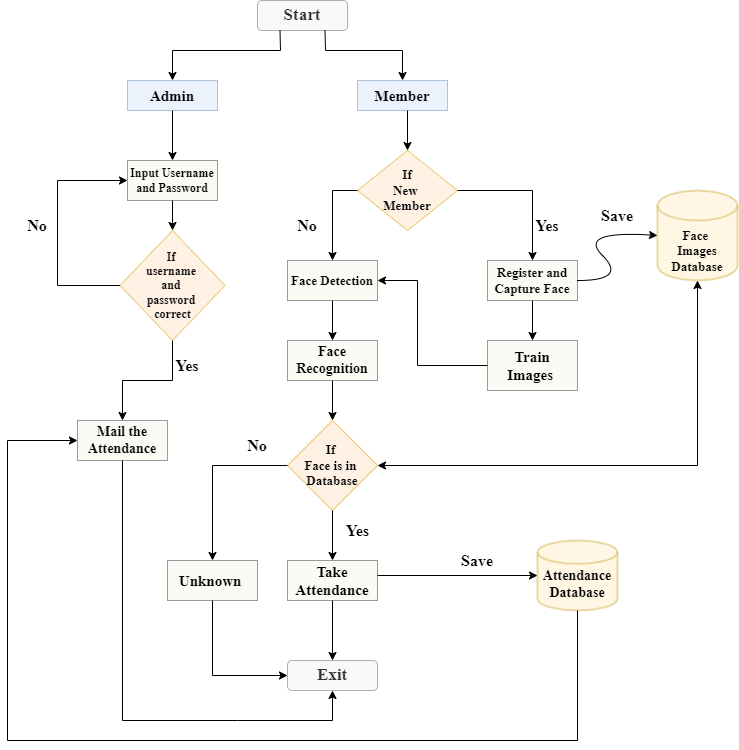 Start
Admin
Member
Input Username
and Password
If
New
Member
No
No
Yes
Save
Face
Images
Database
If
username
and
password
correct
Face Detection
Register and
Capture Face
Yes
Face
Recognition
Train
Images
Mail the
Attendance
No
If
Face is in
Database
Yes
Unknown
Take
Attendance
Save
Attendance
Database
Exit